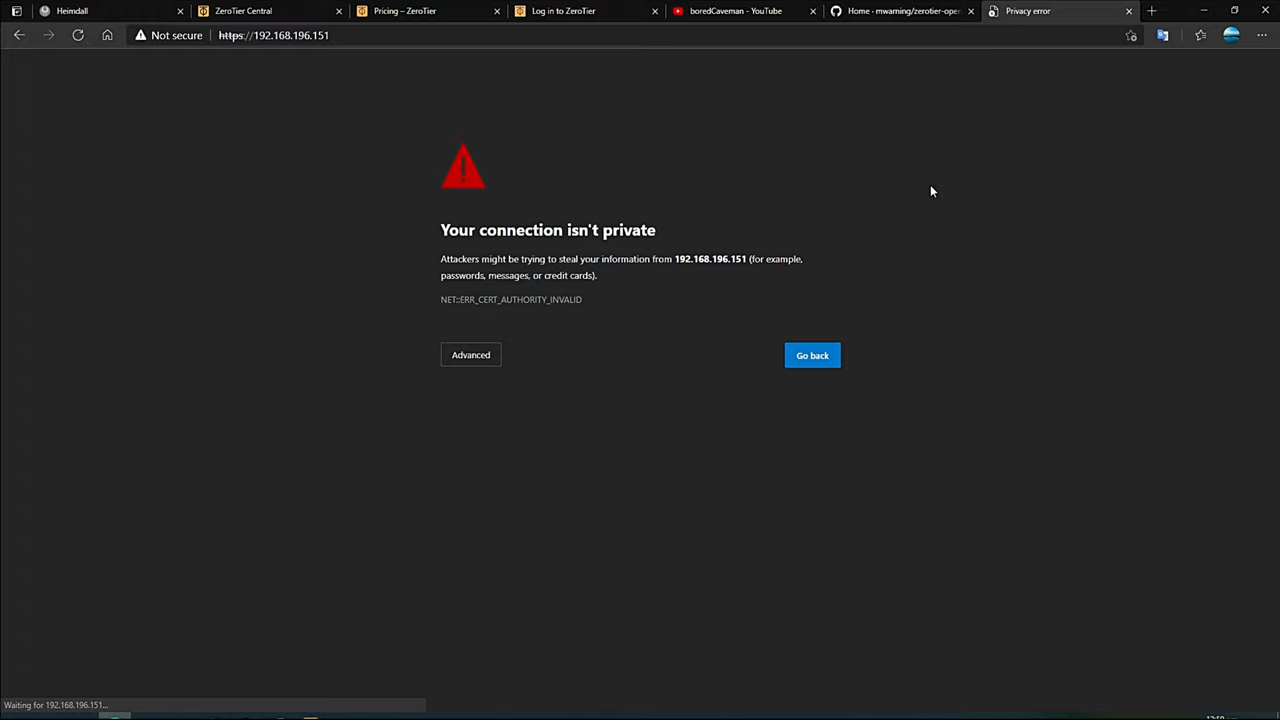 Heimdall
ZeroTier Central
Pricing – ZeroTier
Log in to ZeroTier
boredCaveman - YouTube
Home · mwarning/zerotier-oper
Privacy error
Not secure
https://192.168.196.151
Your connection isn't private
Attackers might be trying to steal your information from 192.168.196.151 (for example,
passwords, messages, or credit cards).
NET::ERR_CERT_AUTHORITY_INVALID
Advanced
Go back
Waiting for 192.168.196.151...